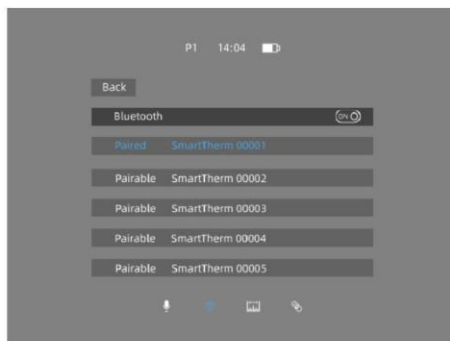 P1 14:04
Back
Bluetooth ON
Paired SmartTherm 00001
Pairable SmartTherm 00002
Pairable SmartTherm 00003
Pairable SmartTherm 00004
Pairable SmartTherm 00005